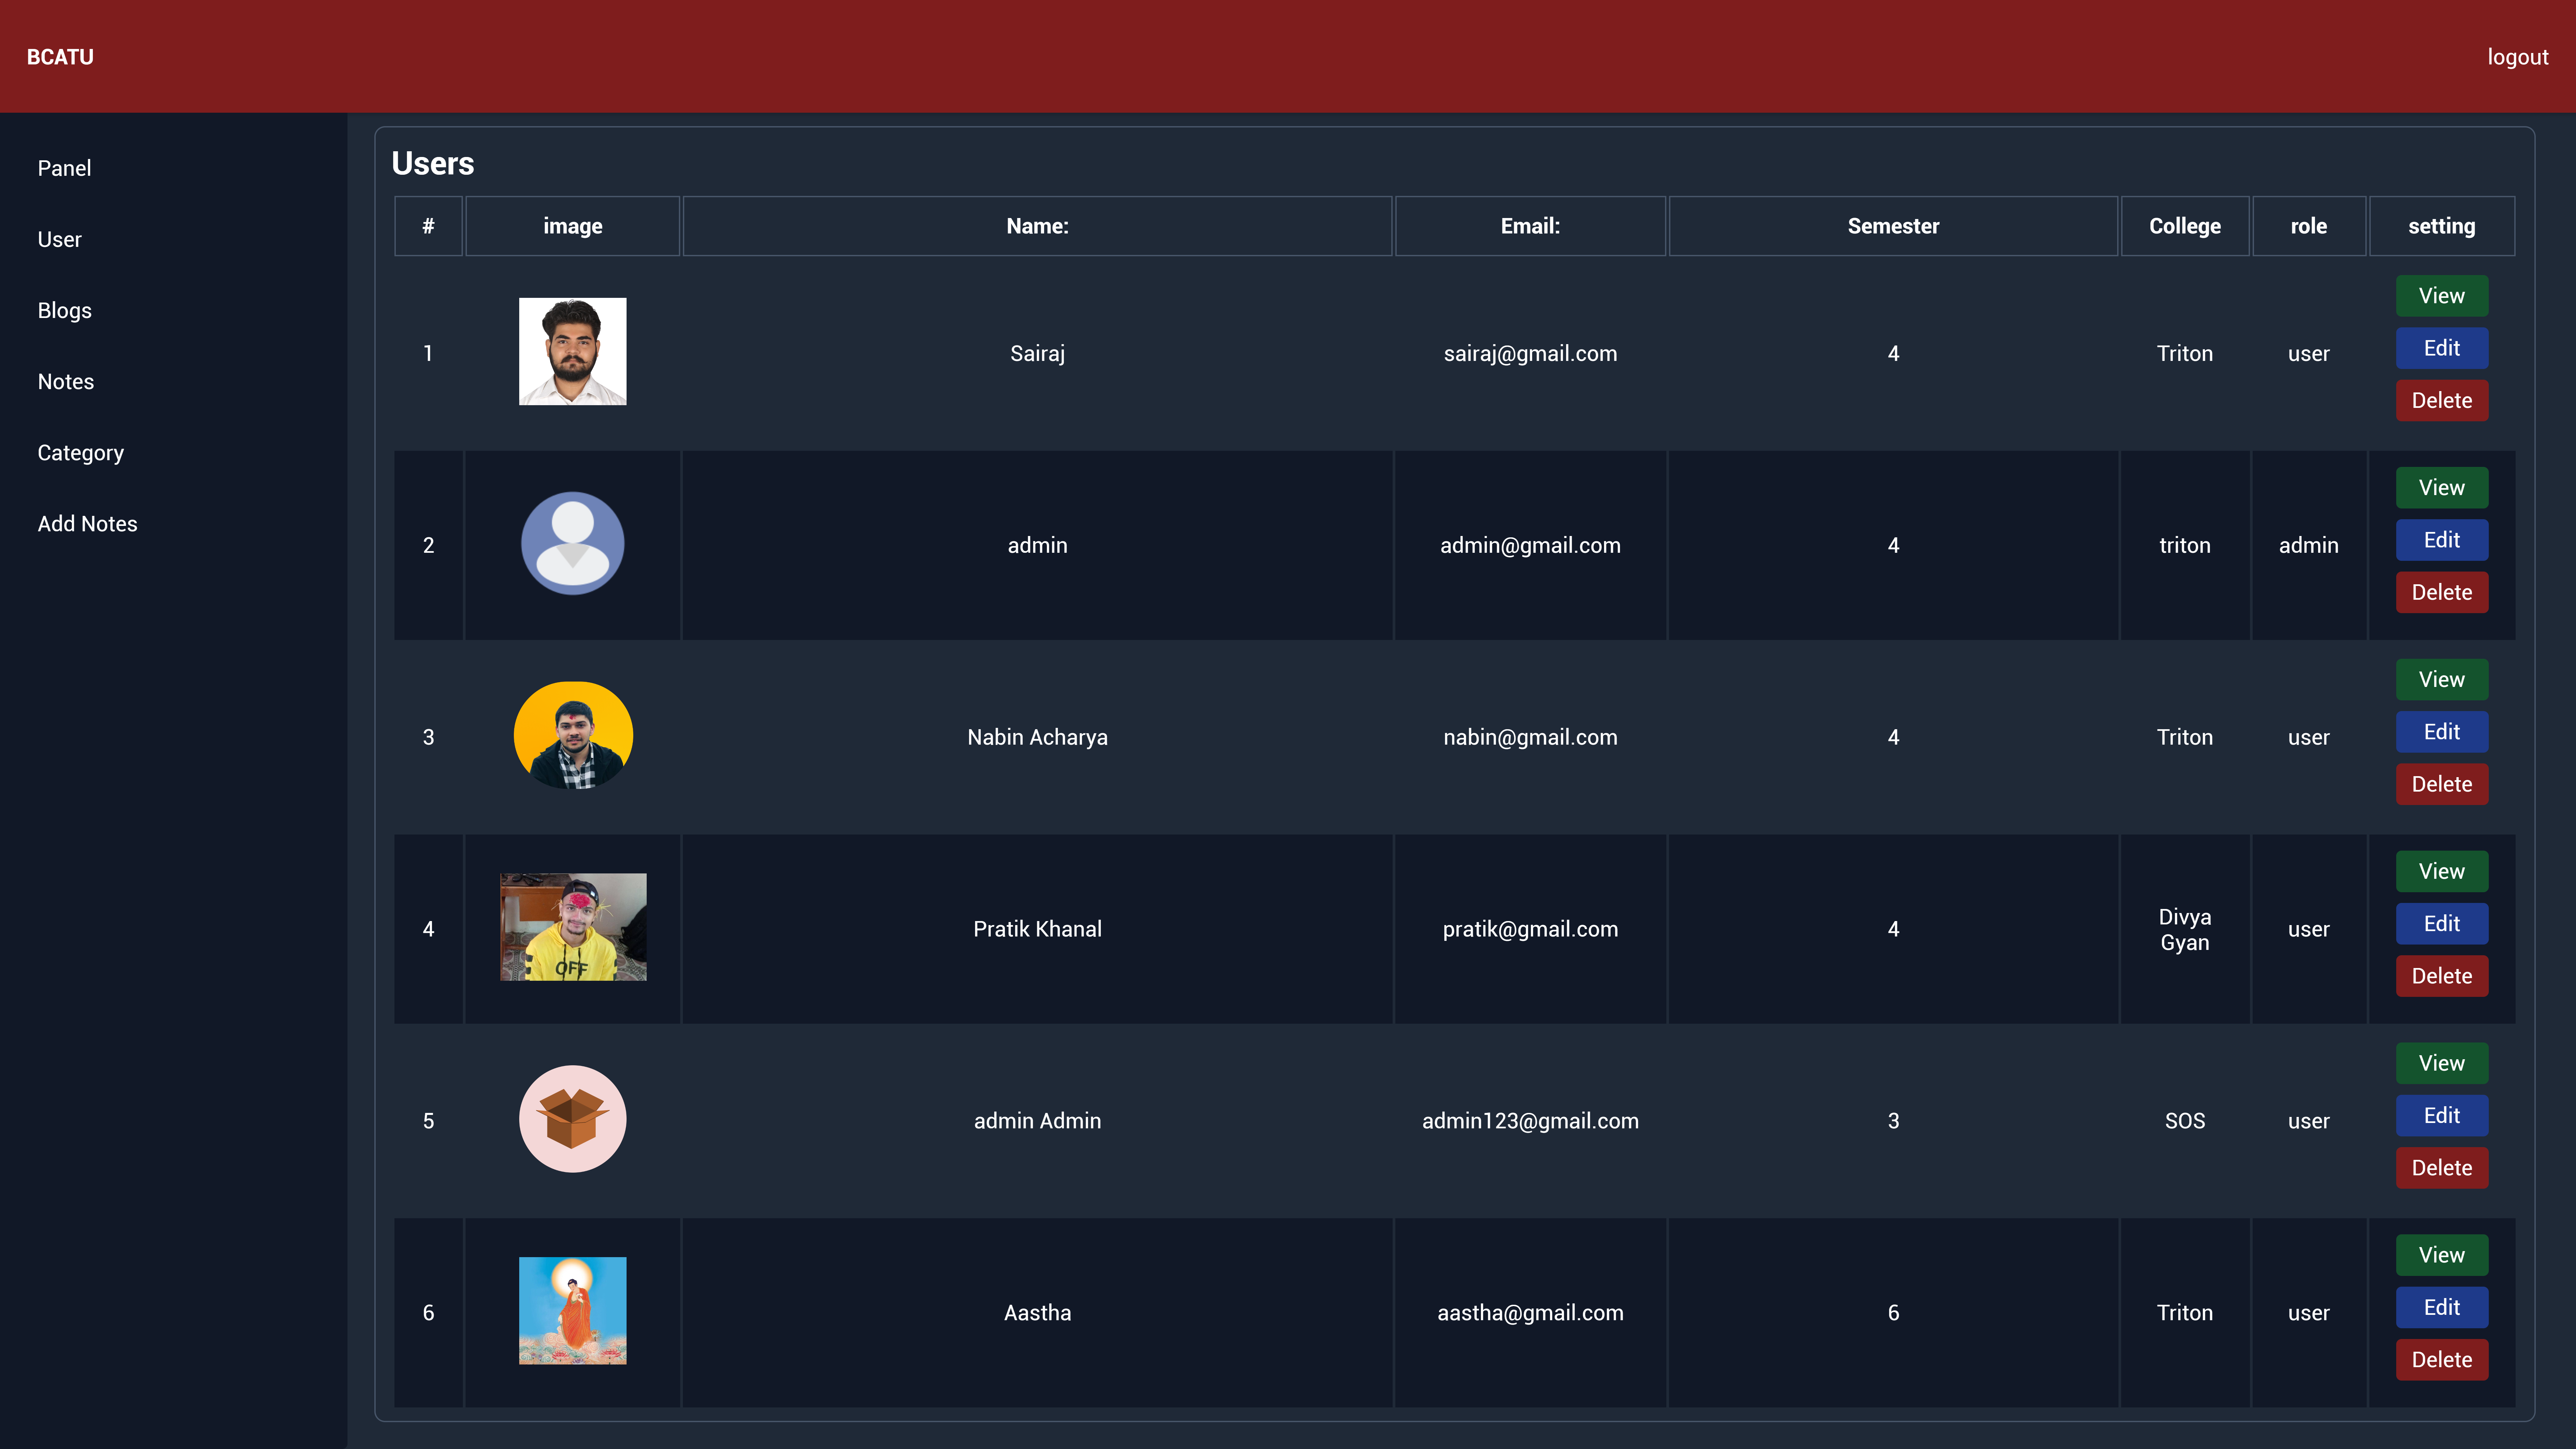 BCATU
logout
Panel
User
Blogs
Notes
Category
Add Notes
Users
# image Name: Email: Semester College role setting
1 Sairaj sairaj@gmail.com 4 Triton user
View
Edit
Delete
2 admin admin@gmail.com 4 triton admin
View
Edit
Delete
3 Nabin Acharya nabin@gmail.com 4 Triton user
View
Edit
Delete
OFF
4 Pratik Khanal pratik@gmail.com 4 Divya
Gyan user
View
Edit
Delete
5 admin Admin admin123@gmail.com 3 SOS user
View
Edit
Delete
6 Aastha aastha@gmail.com 6 Triton user
View
Edit
Delete